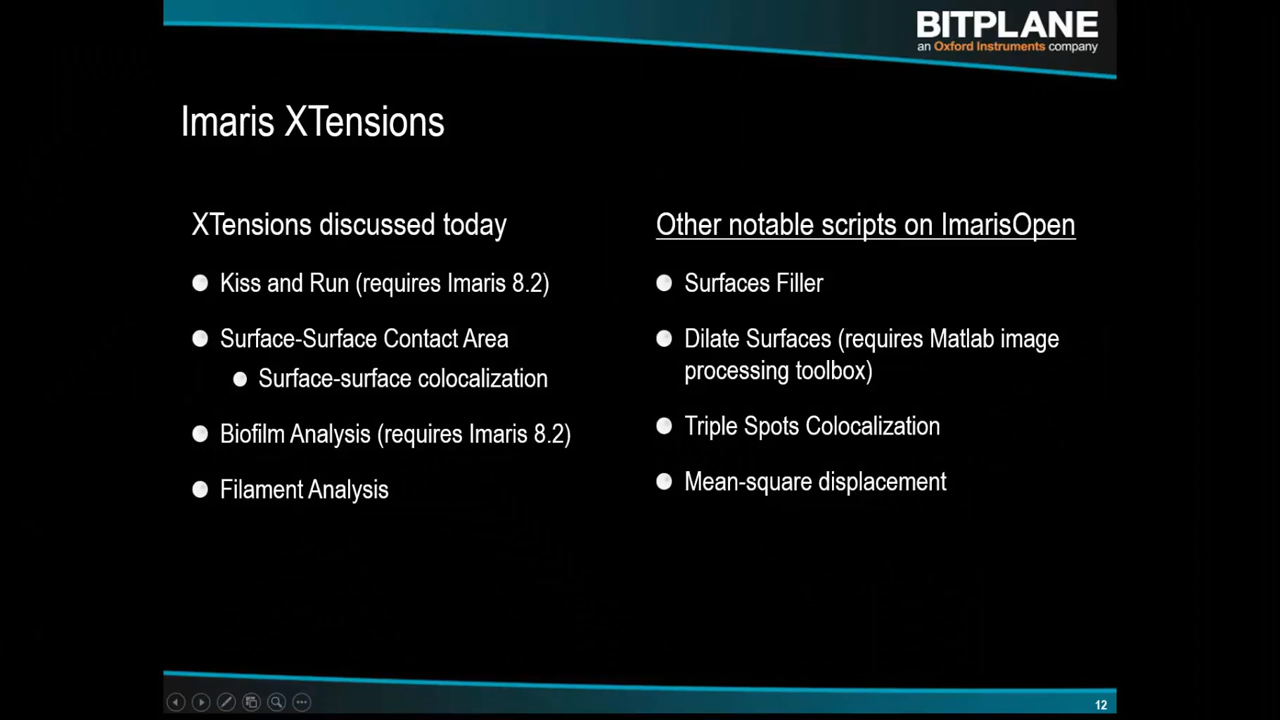 BITPLANE
an Oxford Instruments company
Imaris XTensions
XTensions discussed today
Kiss and Run (requires Imaris 8.2)
Surface-Surface Contact Area
Surface-surface colocalization
Biofilm Analysis (requires Imaris 8.2)
Filament Analysis
Other notable scripts on ImarisOpen
Surfaces Filler
Dilate Surfaces (requires Matlab image
processing toolbox)
Triple Spots Colocalization
Mean-square displacement
12